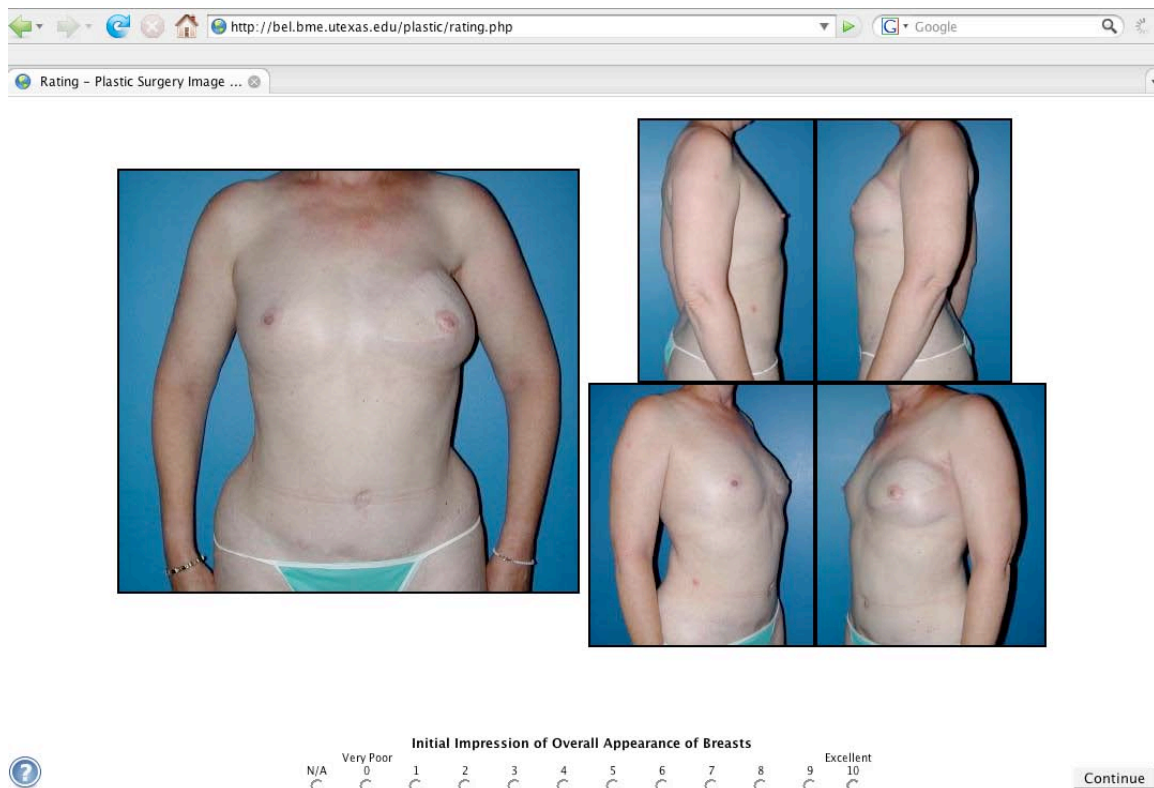 http://bel.bme.utexas.edu/plastic/rating.php
G Google
Rating – Plastic Surgery Image ...
Initial Impression of Overall Appearance of Breasts
Very Poor Excellent
N/A 0 1 2 3 4 5 6 7 8 9 10
?
Continue